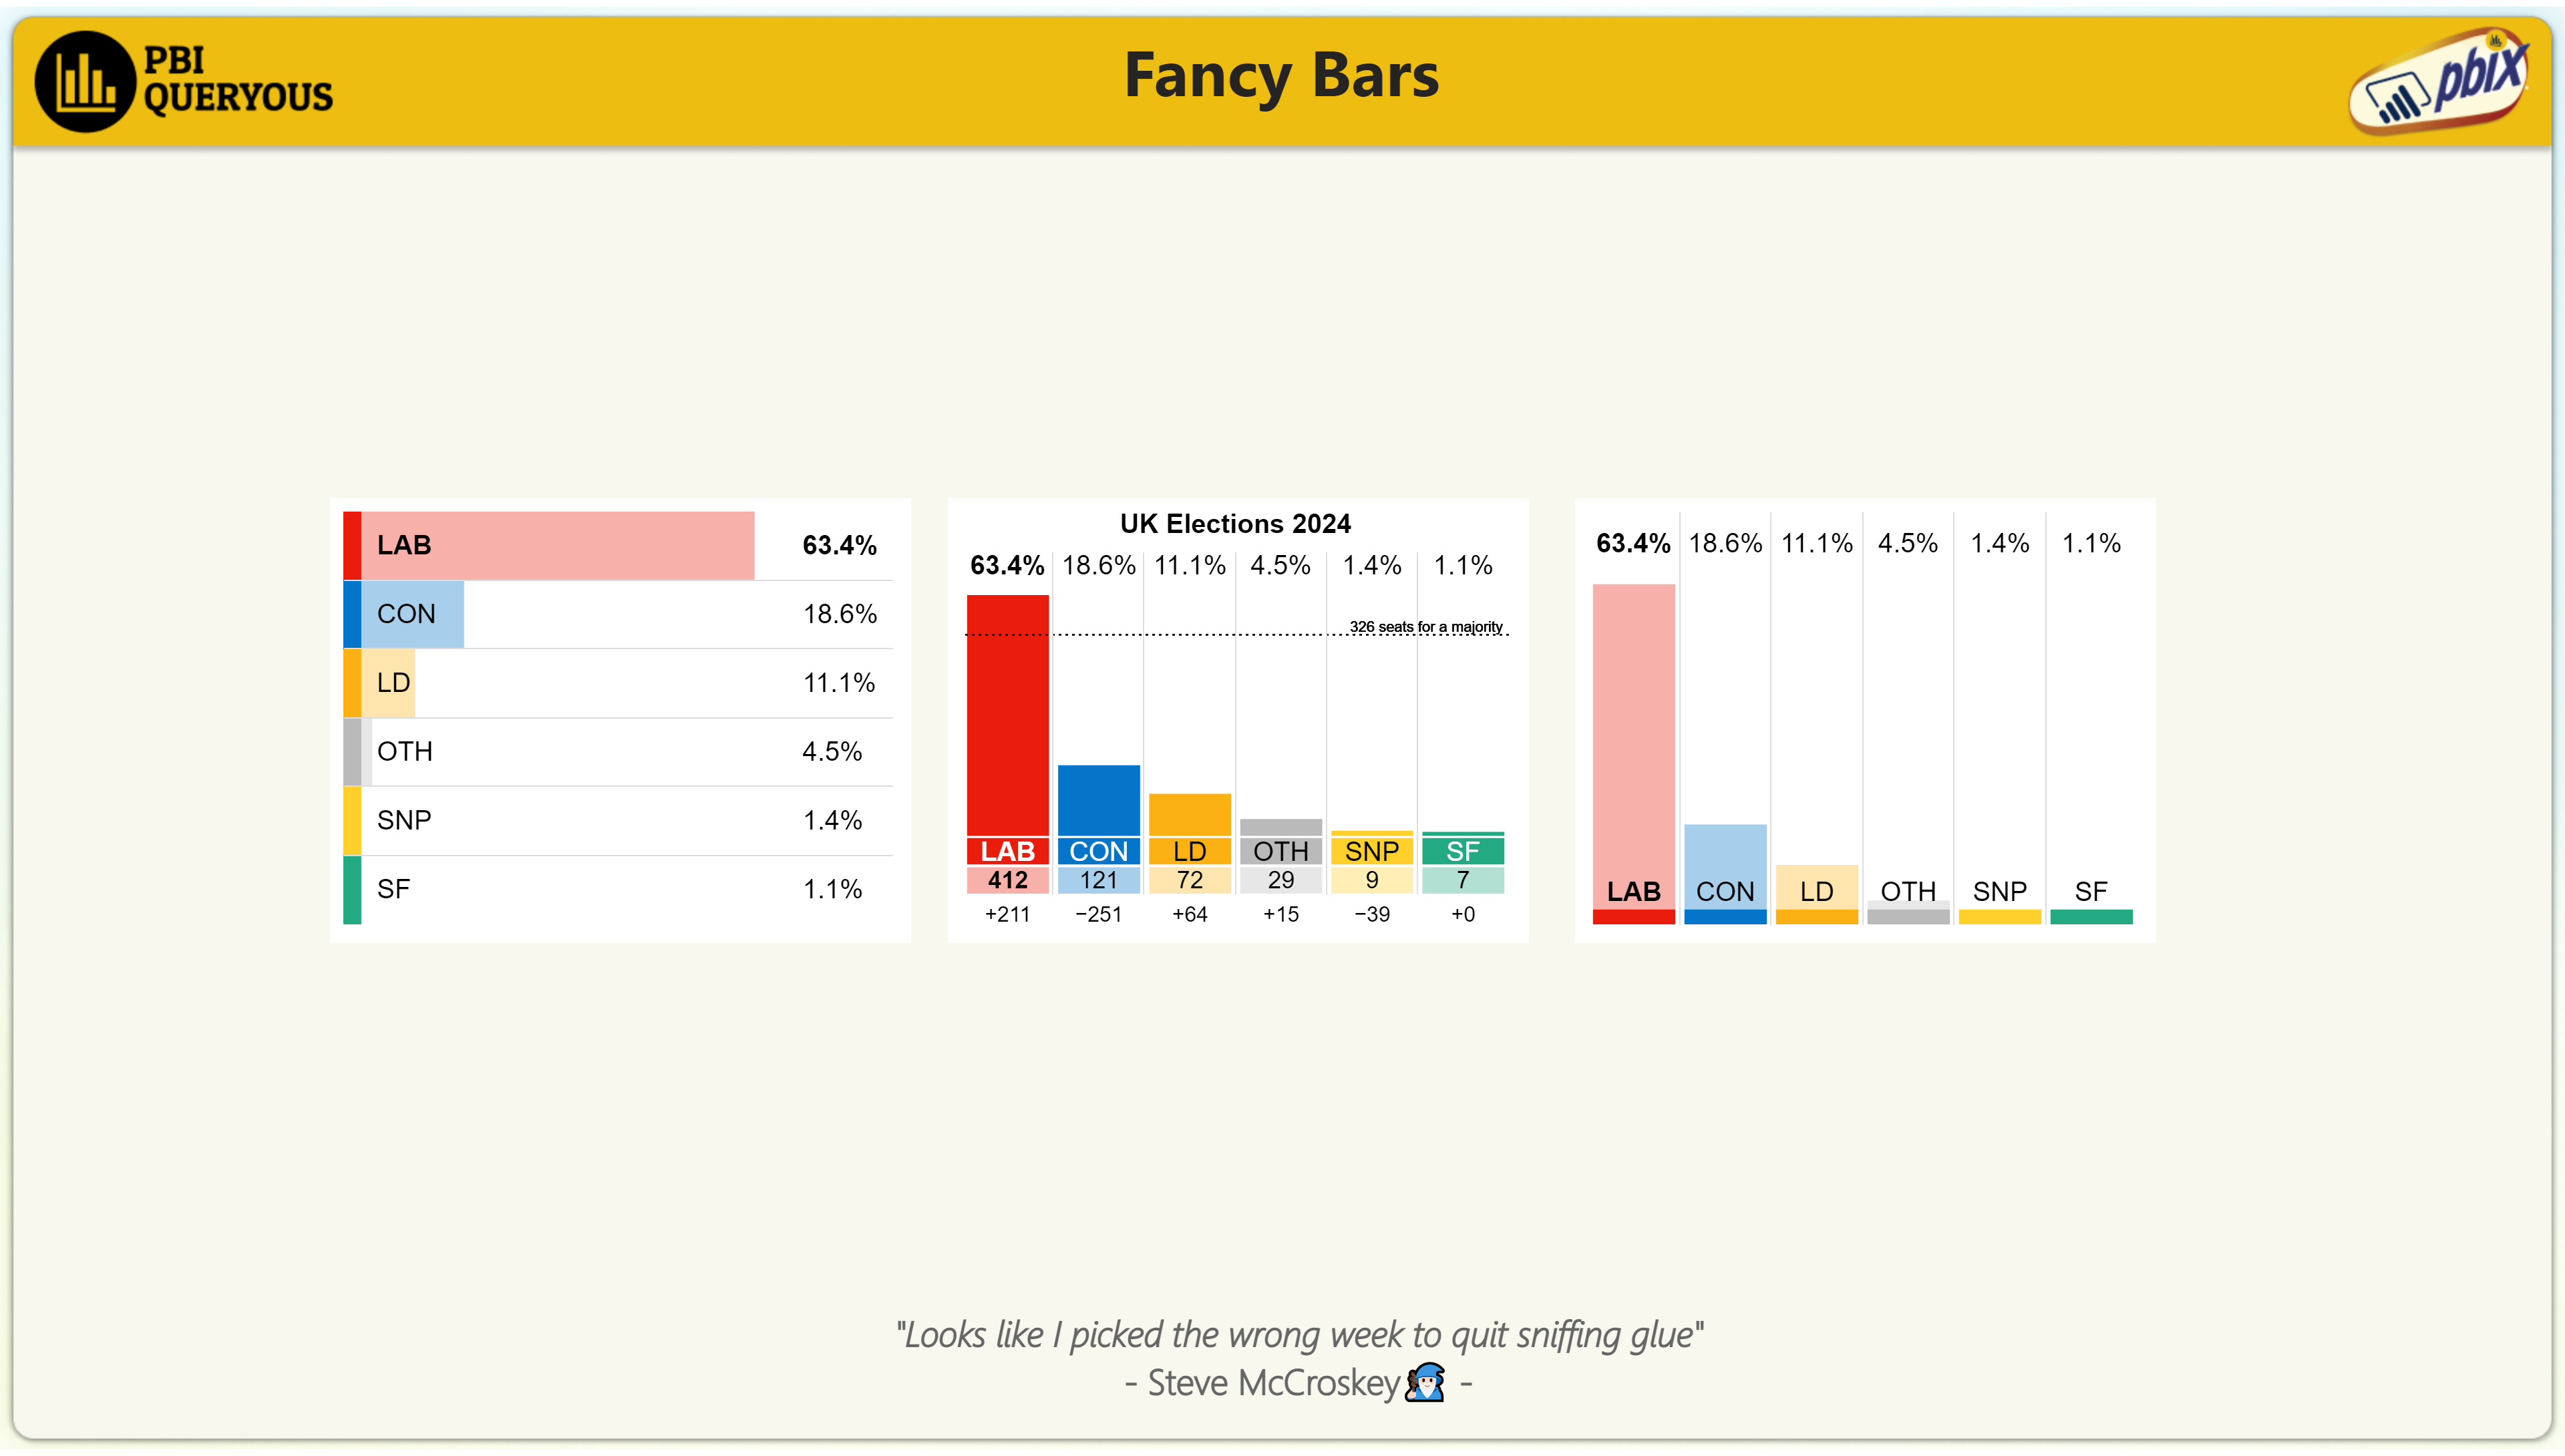 PBI
QUERYOUS
Fancy Bars
pbix
LAB 63.4%
CON 18.6%
LD 11.1%
OTH 4.5%
SNP 1.4%
SF 1.1%
UK Elections 2024
63.4% 18.6% 11.1% 4.5% 1.4% 1.1%
326 seats for a majority
LAB CON LD OTH SNP SF
412 121 72 29 9 7
+211 −251 +64 +15 −39 +0
63.4% 18.6% 11.1% 4.5% 1.4% 1.1%
LAB CON LD OTH SNP SF
"Looks like I picked the wrong week to quit sniffing glue"
- Steve McCroskey🧙‍♂️ -